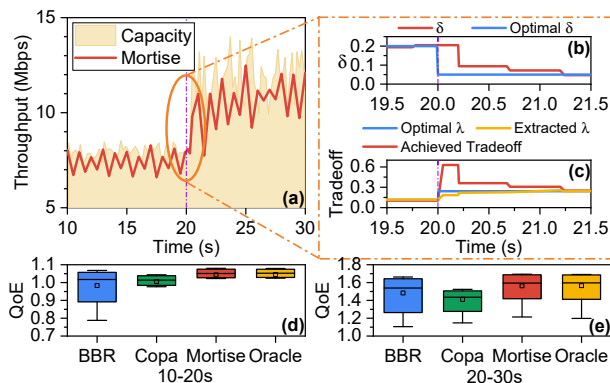 15
10
5
Throughput (Mbps)
Capacity
Mortise
(a)
10 15 20 25 30
Time (s)
δ Optimal δ
0.2
0.1
0.0
δ
(b)
19.5 20.0 20.5 21.0 21.5
Optimal λ Extracted λ
Achieved Tradeoff
0.6
0.3
0.0
Tradeoff
(c)
19.5 20.0 20.5 21.0 21.5
Time (s)
1.1
1.0
0.9
0.8
0.7
QoE
(d)
BBR Copa Mortise Oracle
10-20s
1.8
1.6
1.4
1.2
1.0
QoE
(e)
BBR Copa Mortise Oracle
20-30s